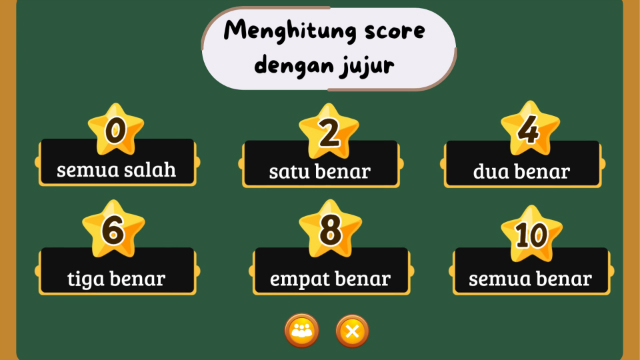 Menghitung score
dengan jujur
0
semua salah
2
satu benar
4
dua benar
6
tiga benar
8
empat benar
10
semua benar